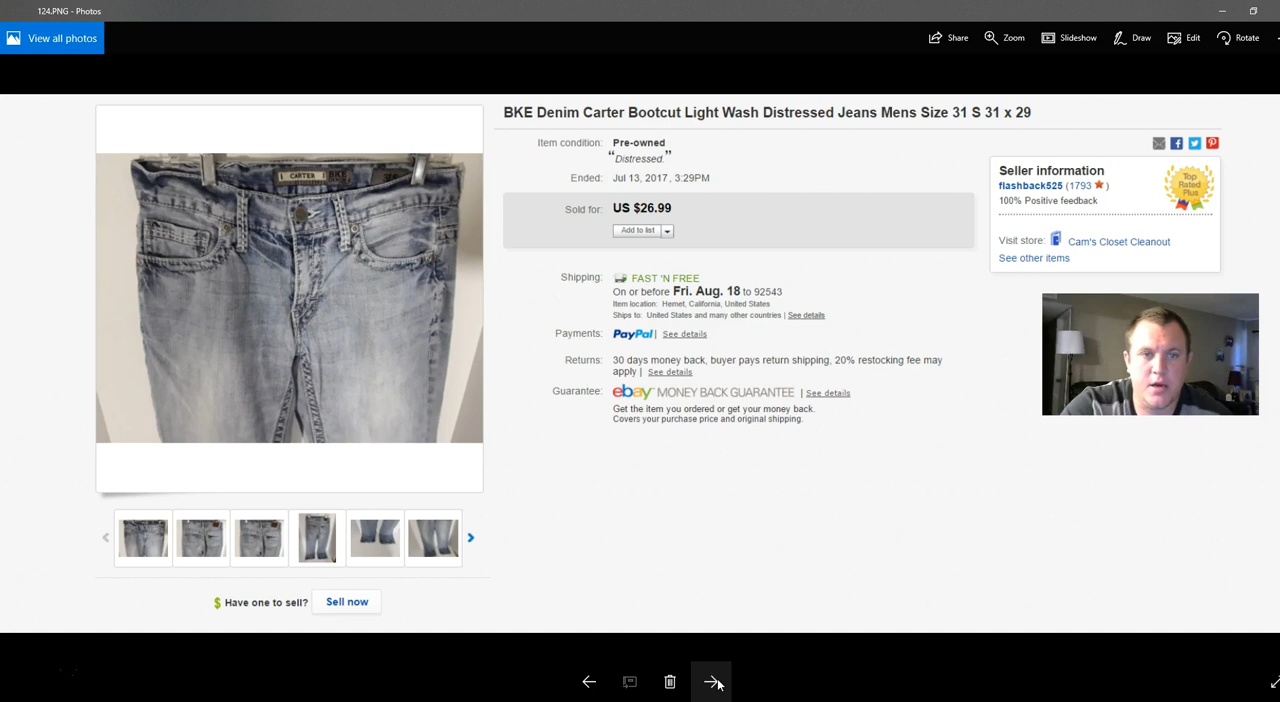 124.PNG - Photos
View all photos
Share
Zoom
Slideshow
Draw
Edit
Rotate
BKE Denim Carter Bootcut Light Wash Distressed Jeans Mens Size 31 S 31 x 29
Item condition: Pre-owned
“Distressed.”
Ended: Jul 13, 2017 , 3:29PM
Sold for: US $26.99
Add to list
Shipping: FAST 'N FREE
On or before Fri. Aug. 18 to 92543
Item location: Hemet, California, United States
Ships to: United States and many other countries | See details
Payments: PayPal | See details
Returns: 30 days money back, buyer pays return shipping, 20% restocking fee may
apply | See details
Guarantee: ebay MONEY BACK GUARANTEE | See details
Get the item you ordered or get your money back.
Covers your purchase price and original shipping.
Seller information
flashback525 (1793 )
100% Positive feedback
Top
Rated
Plus
Visit store: Cam's Closet Cleanout
See other items
CARTER
BKE
$ Have one to sell? Sell now